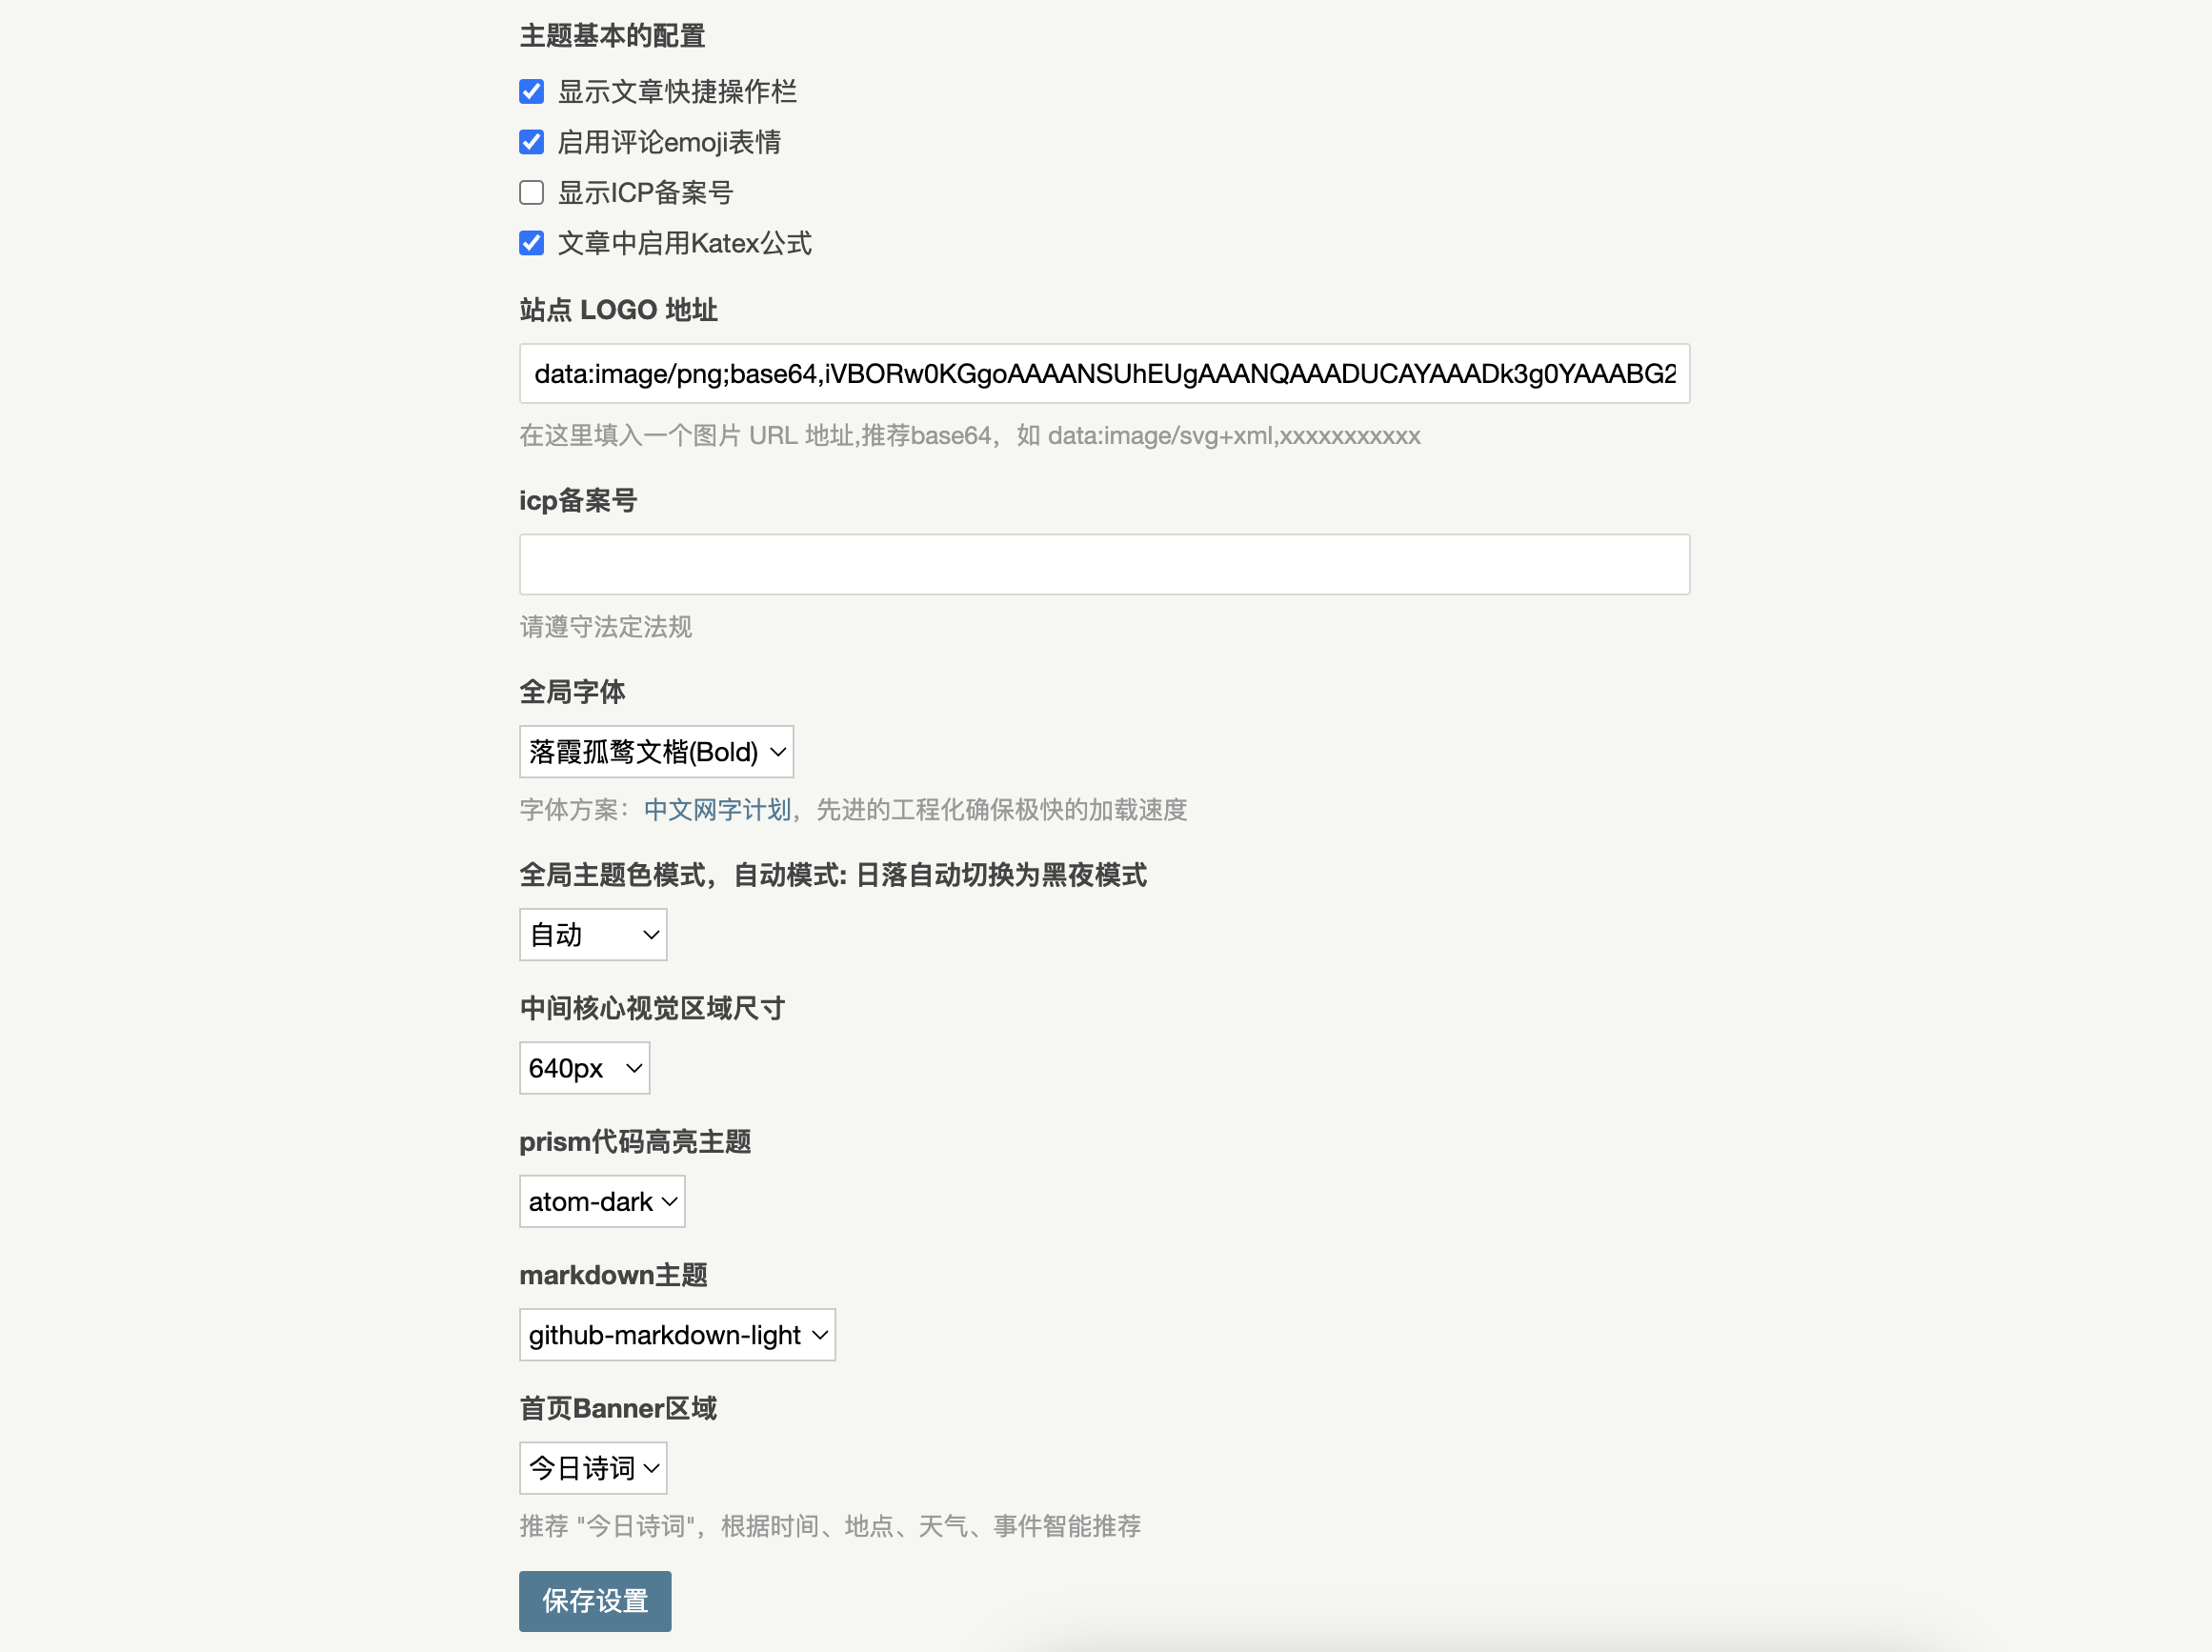 主题基本的配置
显示文章快捷操作栏
启用评论emoji表情
显示ICP备案号
文章中启用Katex公式
站点 LOGO 地址
data:image/png;base64,iVBORw0KGgoAAAANSUhEUgAAANQAAADUCAYAAADk3g0YAAABG2
在这里填入一个图片 URL 地址,推荐base64，如 data:image/svg+xml,xxxxxxxxxxx
icp备案号
请遵守法定法规
全局字体
落霞孤鹜文楷(Bold)
字体方案：中文网字计划，先进的工程化确保极快的加载速度
全局主题色模式，自动模式: 日落自动切换为黑夜模式
自动
中间核心视觉区域尺寸
640px
prism代码高亮主题
atom-dark
markdown主题
github-markdown-light
首页Banner区域
今日诗词
推荐 "今日诗词"，根据时间、地点、天气、事件智能推荐
保存设置